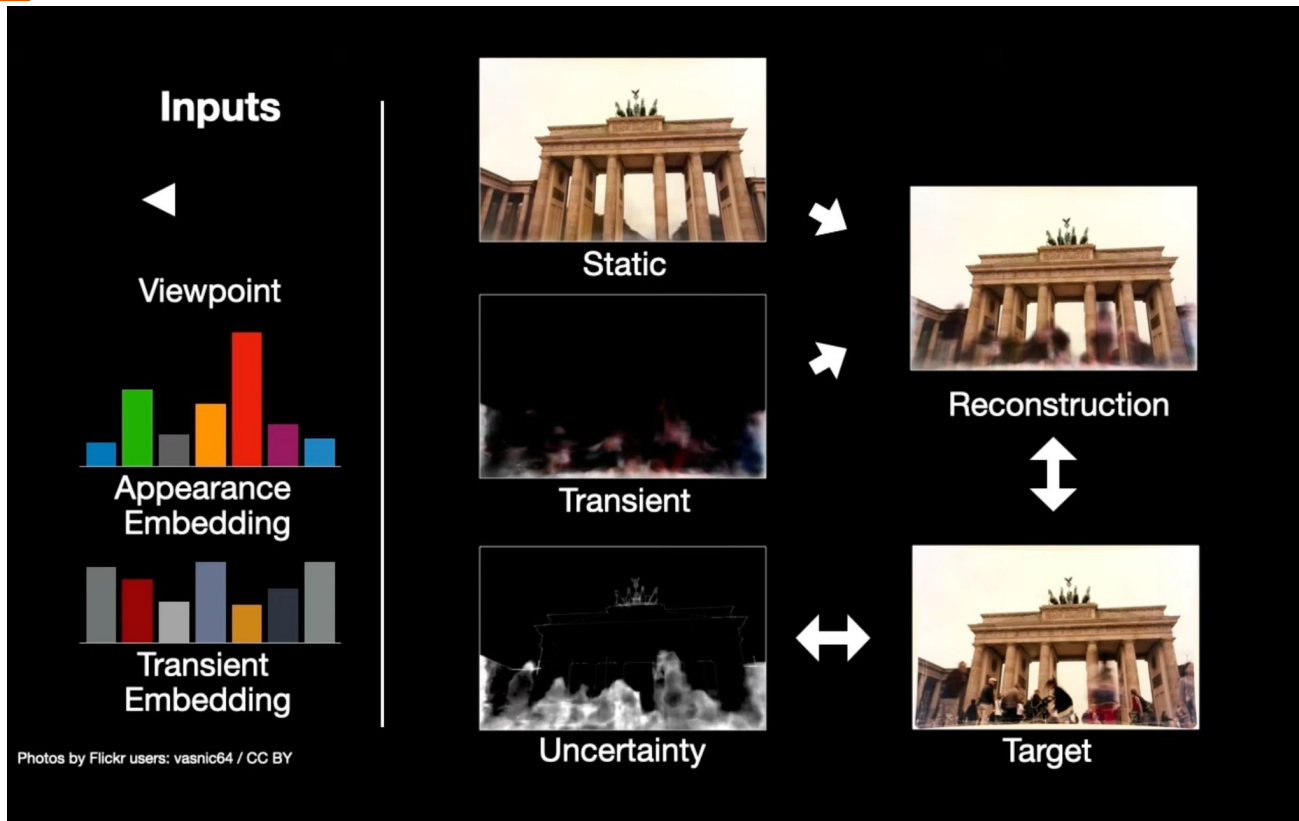 Inputs
Viewpoint
Appearance
Embedding
Transient
Embedding
Photos by Flickr users: vasnic64 / CC BY
Static
Transient
Uncertainty
Reconstruction
Target